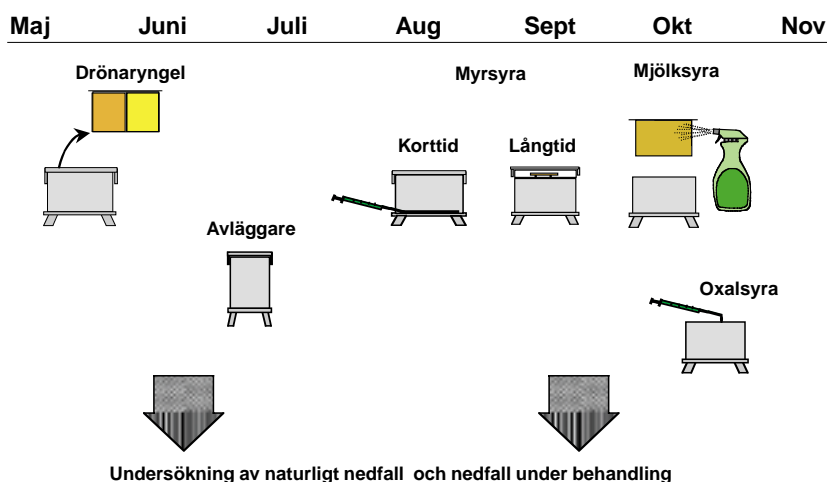 Maj Juni Juli Aug Sept Okt Nov
Drönaryngel Myrsyra Mjölksyra
Korttid Långtid
Avläggare
Oxalsyra
Undersökning av naturligt nedfall och nedfall under behandling